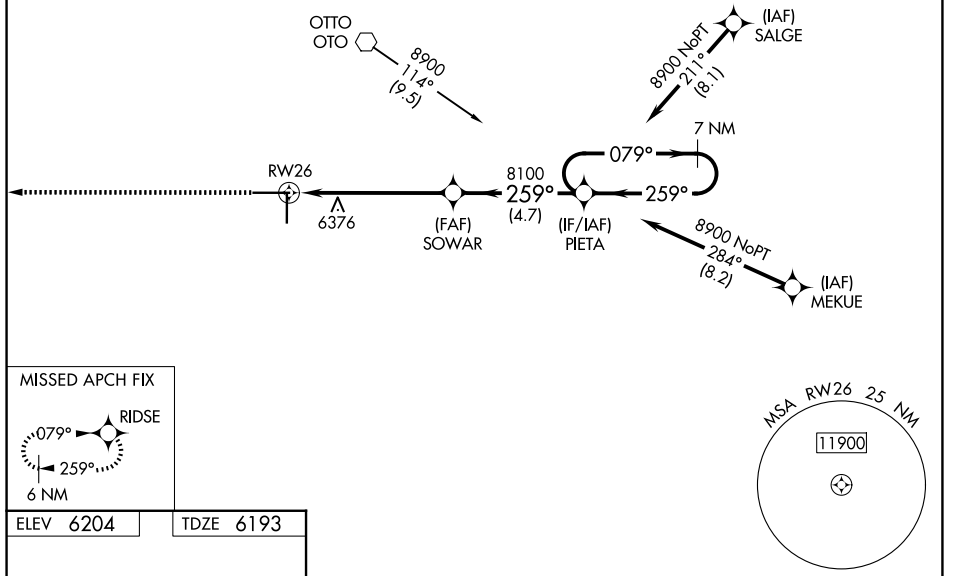 OTTO
OTO
8900
114°
(9.5)
(IAF)
SALGE
8900 NoPT
211°
(8.1)
7 NM
079°
RW26
8100
259°
(4.7)
259°
6376
(FAF)
SOWAR
(IF/IAF)
PIETA
8900 NoPT
284°
(8.2)
(IAF)
MEKUE
MISSED APCH FIX
RIDSE
079°
259°
6 NM
MSA RW26 25 NM
11900
ELEV 6204
TDZE 6193